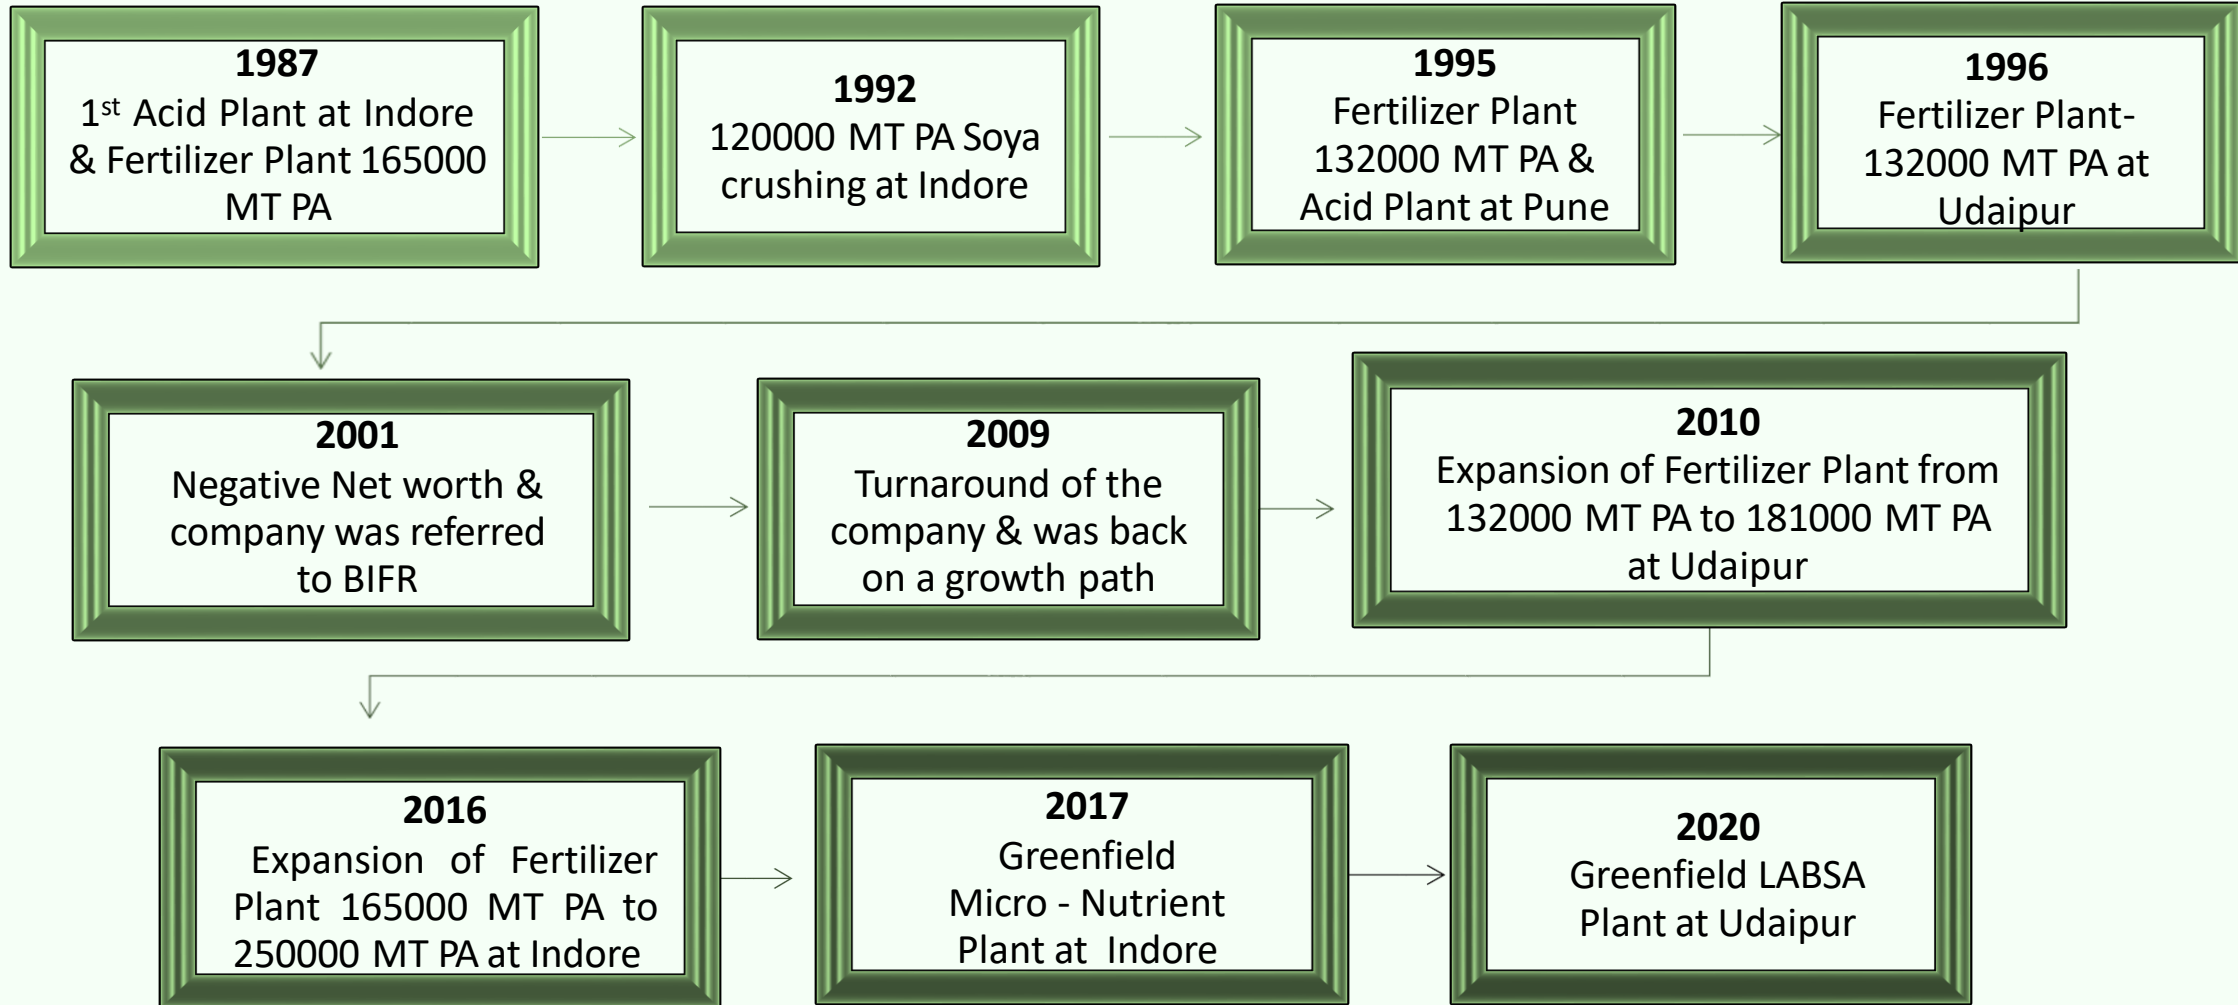 1987
1st Acid Plant at Indore
& Fertilizer Plant 165000
MT PA
1992
120000 MT PA Soya
crushing at Indore
1995
Fertilizer Plant
132000 MT PA &
Acid Plant at Pune
1996
Fertilizer Plant-
132000 MT PA at
Udaipur
2001
Negative Net worth &
company was referred
to BIFR
2009
Turnaround of the
company & was back
on a growth path
2010
Expansion of Fertilizer Plant from
132000 MT PA to 181000 MT PA
at Udaipur
2016
Expansion of Fertilizer
Plant 165000 MT PA to
250000 MT PA at Indore
2017
Greenfield
Micro - Nutrient
Plant at Indore
2020
Greenfield LABSA
Plant at Udaipur